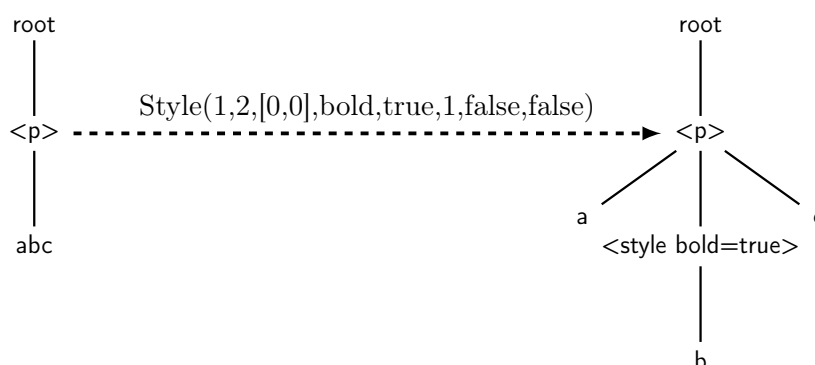 root root
Style(1,2,[0,0],bold,true,1,false,false)
<p> <p>
a
abc <style bold=true>
b